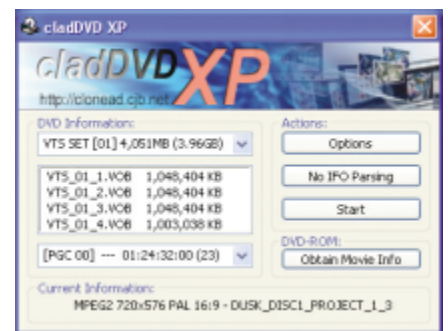 cladDVD XP
cladDVD XP
http://clonead.cjb.net
DVD Information:
VTS SET [01] 4,051MB (3.96GB)
VTS_01_1.VOB 1,048,404 KB
VTS_01_2.VOB 1,048,404 KB
VTS_01_3.VOB 1,048,404 KB
VTS_01_4.VOB 1,003,038 KB
[PGC 00] --- 01:24:32:00 (23)
Actions:
Options
No IFO Parsing
Start
DVD-ROM:
Obtain Movie Info
Current Information:
MPEG2 720x576 PAL 16:9 - DUSK_DISC1_PROJECT_1_3